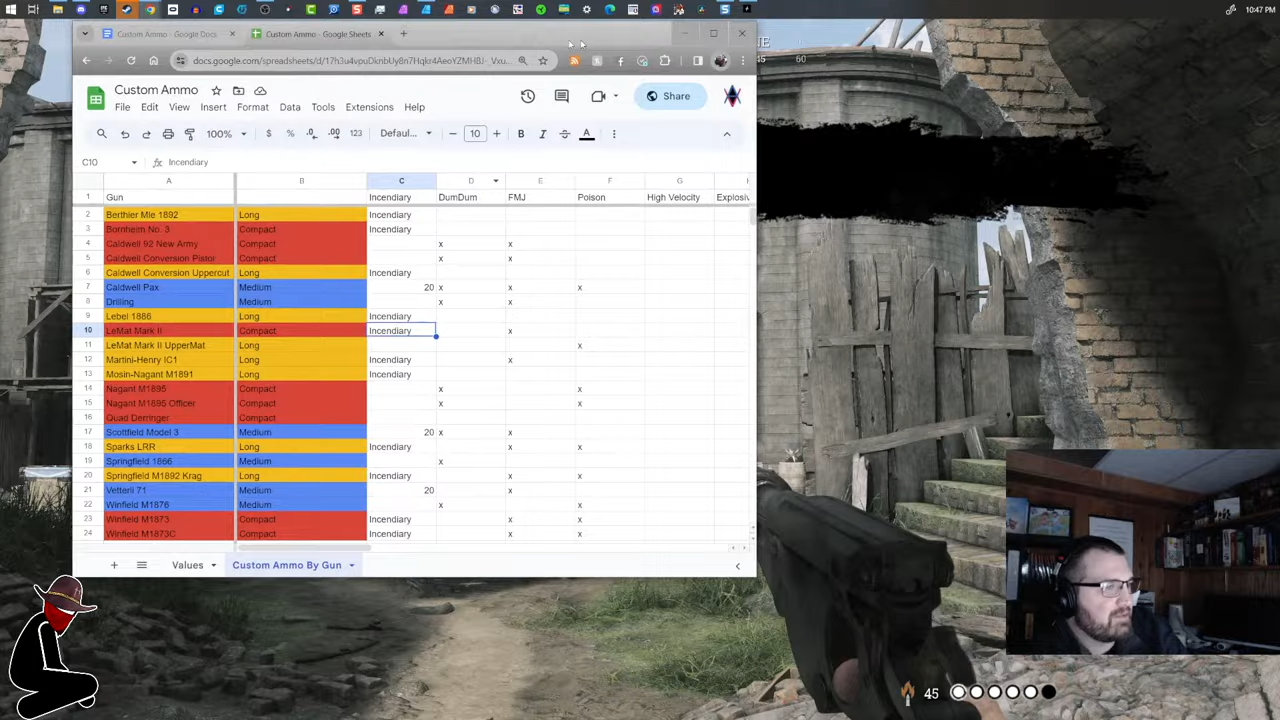 10:47 PM
Custom Ammo - Google Docs
Custom Ammo - Google Sheets
docs.google.com/spreadsheets/d/
Custom Ammo
Share
File Edit View Insert Format Data Tools Extensions Help
100% $ % .0 .00 123 Defaul... 10 B I A
C10 Incendiary
A B C D E F G H
1 Gun Incendiary DumDum FMJ Poison High Velocity Explosiv
2 Berthier Mle 1892 Long Incendiary
3 Bornheim No. 3 Compact Incendiary
4 Caldwell 92 New Army Compact x x
5 Caldwell Conversion Pistol Compact x x
6 Caldwell Conversion Uppercut Long Incendiary
7 Caldwell Pax Medium 20 x x x
8 Drilling Medium x x
9 Lebel 1886 Long Incendiary
10 LeMat Mark II Compact Incendiary x
11 LeMat Mark II UpperMat Long x
12 Martini-Henry IC1 Long Incendiary x
13 Mosin-Nagant M1891 Long Incendiary
14 Nagant M1895 Compact x x
15 Nagant M1895 Officer Compact x x
16 Quad Derringer Compact
17 Scottfield Model 3 Medium 20 x x
18 Sparks LRR Long Incendiary x x
19 Springfield 1866 Medium x
20 Springfield M1892 Krag Long Incendiary x x
21 Vetterli 71 Medium 20 x
22 Winfield M1876 Medium x x
23 Winfield M1873 Compact Incendiary x x
24 Winfield M1873C Compact Incendiary x x
Values Custom Ammo By Gun
45 60
45